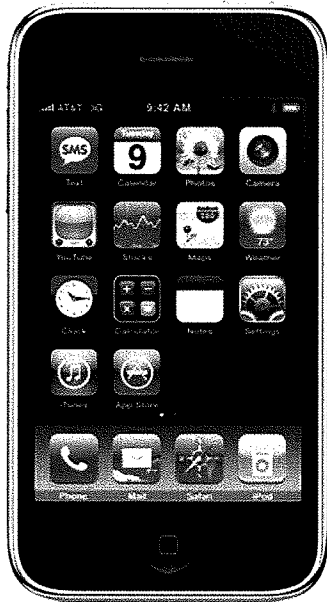 AT&T 3G 9:42 AM
SMS 9
Text Calendar Photos Camera
YouTube Stocks Maps Weather
Clock Calculator Notes Settings
iTunes App Store
Phone Mail Safari iPod